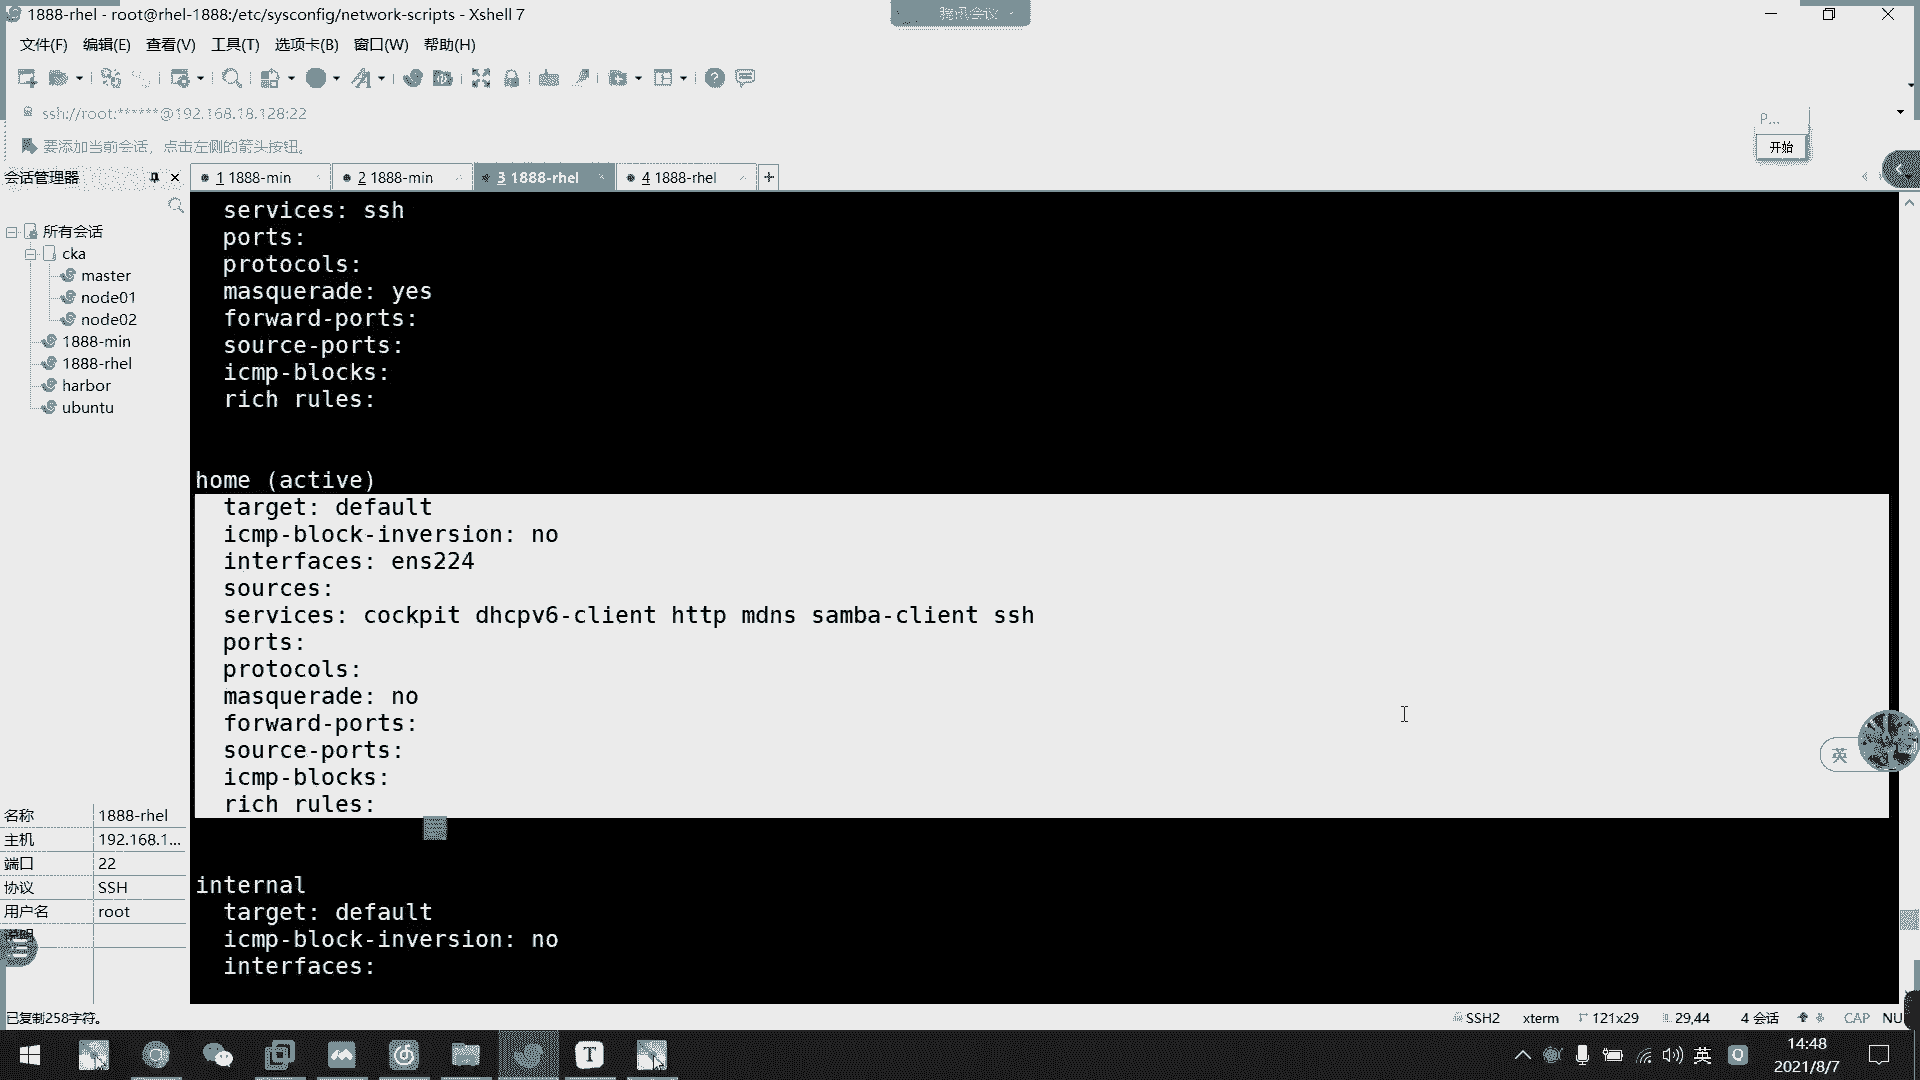 1888-rhel - root@rhel-1888:/etc/sysconfig/network-scripts - Xshell 7
腾讯会议
文件(F) 编辑(E) 查看(V) 工具(T) 选项卡(B) 窗口(W) 帮助(H)
ssh://root:******@192.168.18.128:22
P...
要添加当前会话，点击左侧的箭头按钮。
开始
会话管理器
1 1888-min
2 1888-min
3 1888-rhel
4 1888-rhel
所有会话
cka
master
node01
node02
1888-min
1888-rhel
harbor
ubuntu
services: ssh
ports:
protocols:
masquerade: yes
forward-ports:
source-ports:
icmp-blocks:
rich rules:
home (active)
target: default
icmp-block-inversion: no
interfaces: ens224
sources:
services: cockpit dhcpv6-client http mdns samba-client ssh
ports:
protocols:
masquerade: no
forward-ports:
source-ports:
icmp-blocks:
rich rules:
internal
target: default
icmp-block-inversion: no
interfaces:
英
名称 1888-rhel
主机 192.168.1...
端口 22
协议 SSH
用户名 root
说明
已复制258字符。
SSH2 xterm 121x29 29,44 4 会话 CAP NU
T
英
14:48
2021/8/7